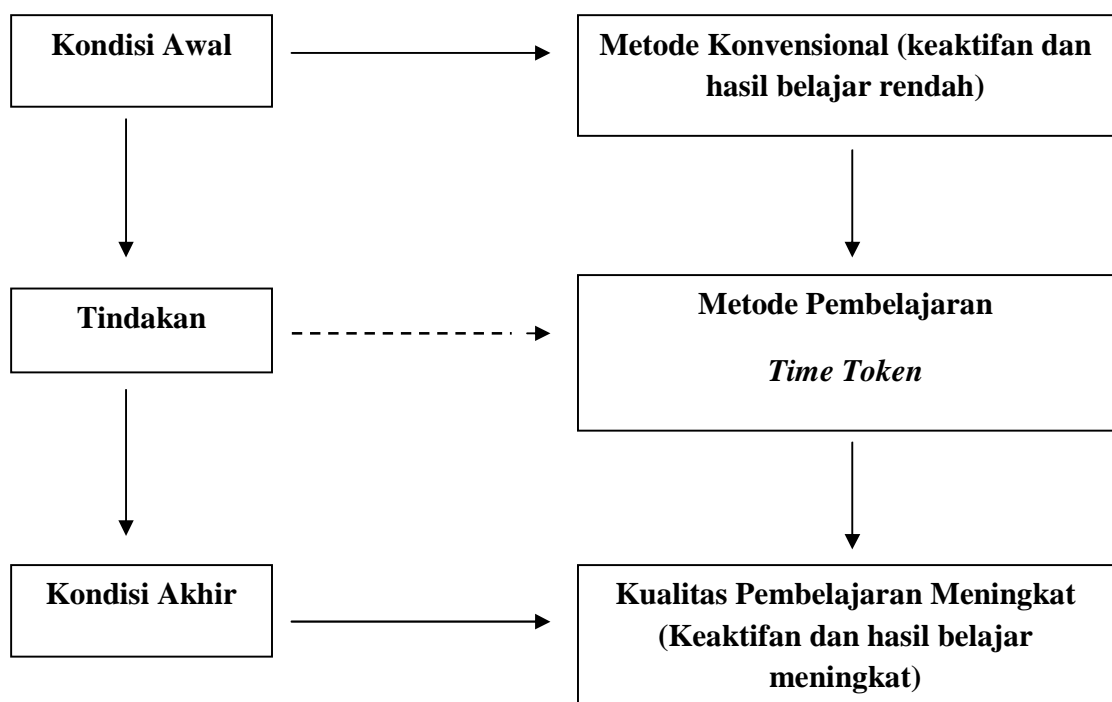 Kondisi Awal
Metode Konvensional (keaktifan dan
hasil belajar rendah)
Tindakan
Metode Pembelajaran
Time Token
Kondisi Akhir
Kualitas Pembelajaran Meningkat
(Keaktifan dan hasil belajar
meningkat)